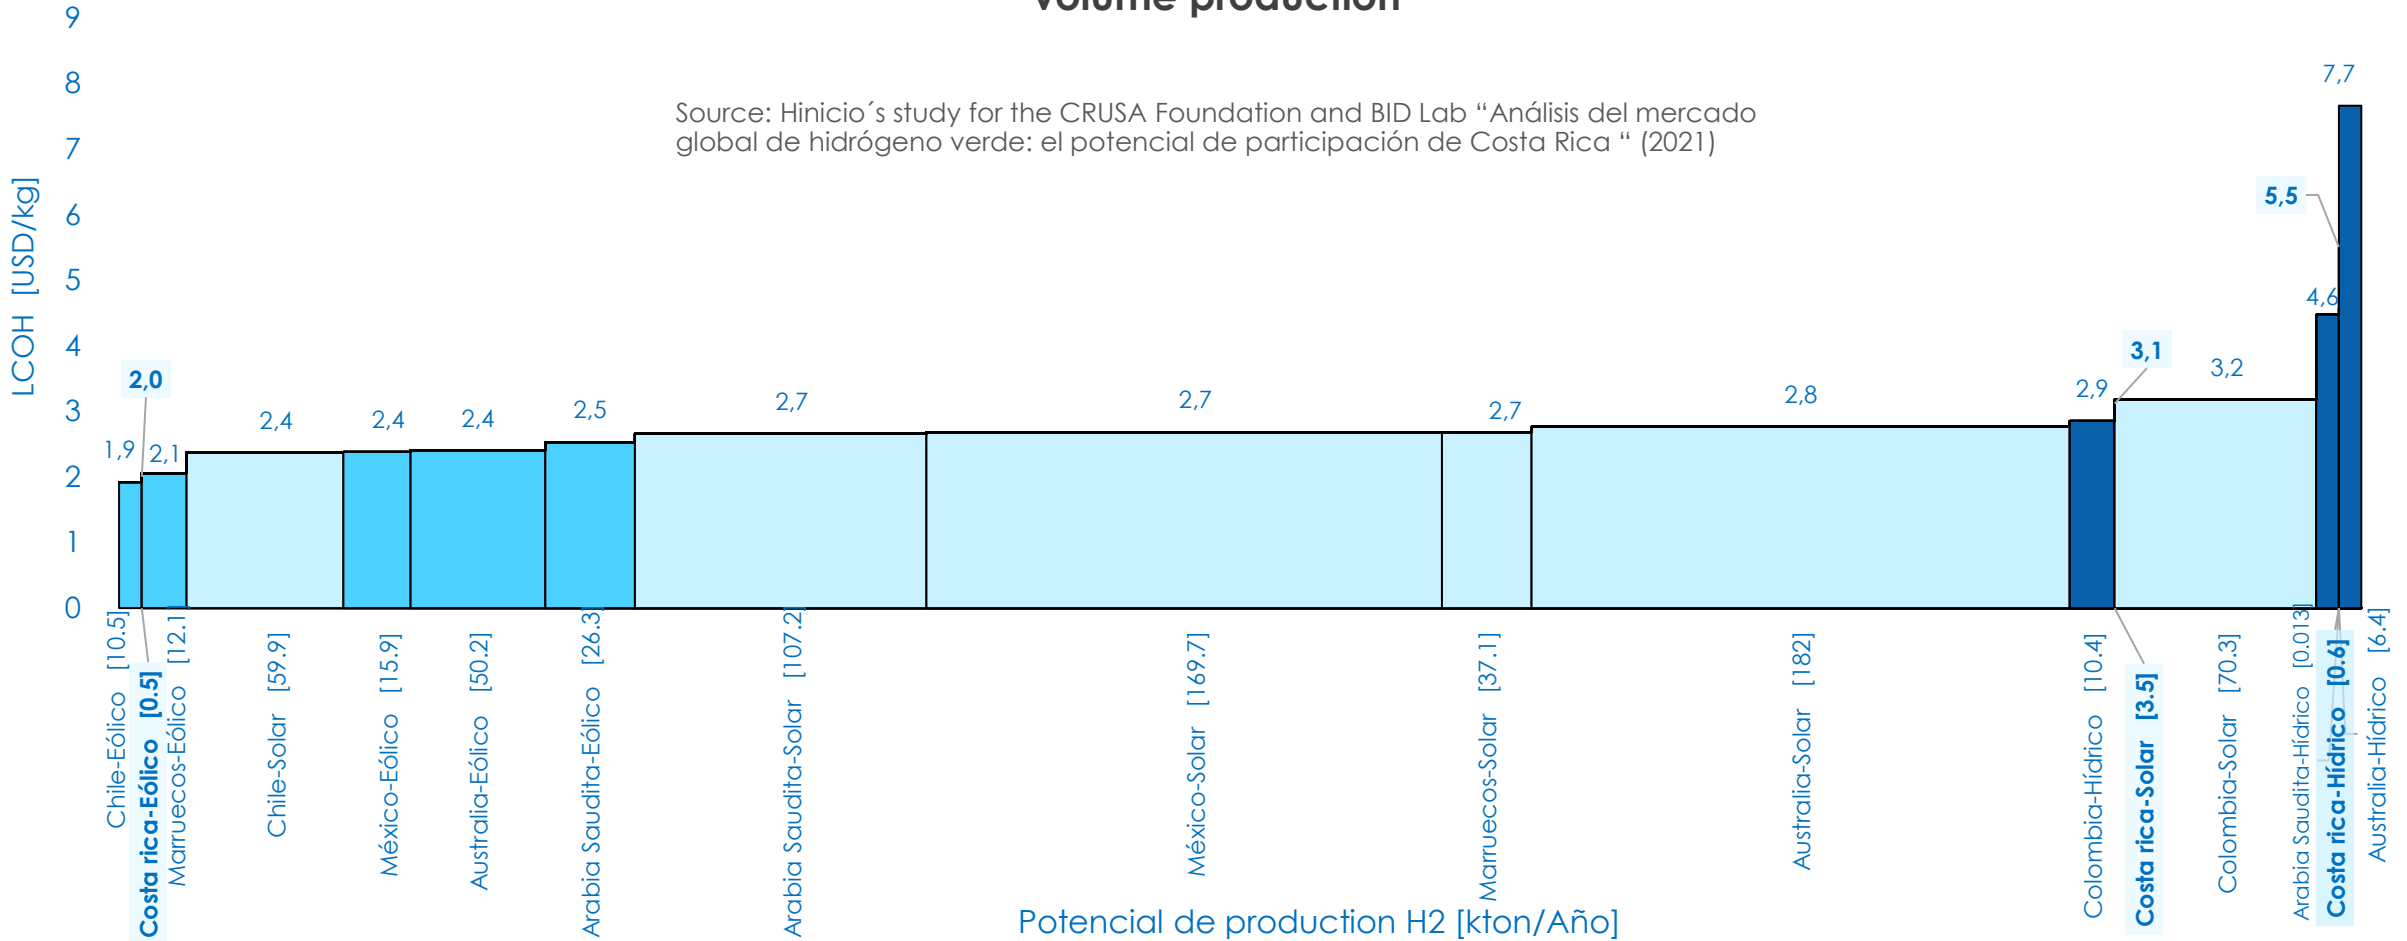 volume production
9
8
7
6
5
4
3
2
1
0
LCOH [USD/kg]
Source: Hinicio´s study for the CRUSA Foundation and BID Lab “Análisis del mercado
global de hidrógeno verde: el potencial de participación de Costa Rica “ (2021)
1,9
2,0
2,1
2,4
2,4
2,4
2,5
2,7
2,7
2,7
2,8
2,9
3,1
3,2
4,6
5,5
7,7
Chile-Eólico [10.5]
Costa rica-Eólico [0.5]
Marruecos-Eólico [12.1]
Chile-Solar [59.9]
México-Eólico [15.9]
Australia-Eólico [50.2]
Arabia Saudita-Eólico [26.3]
Arabia Saudita-Solar [107.2]
México-Solar [169.7]
Marruecos-Solar [37.1]
Australia-Solar [182]
Colombia-Hídrico [10.4]
Costa rica-Solar [3.5]
Colombia-Solar [70.3]
Arabia Saudita-Hídrico [0.013]
Costa rica-Hídrico [0.6]
Australia-Hídrico [6.4]
Potencial de production H2 [kton/Año]